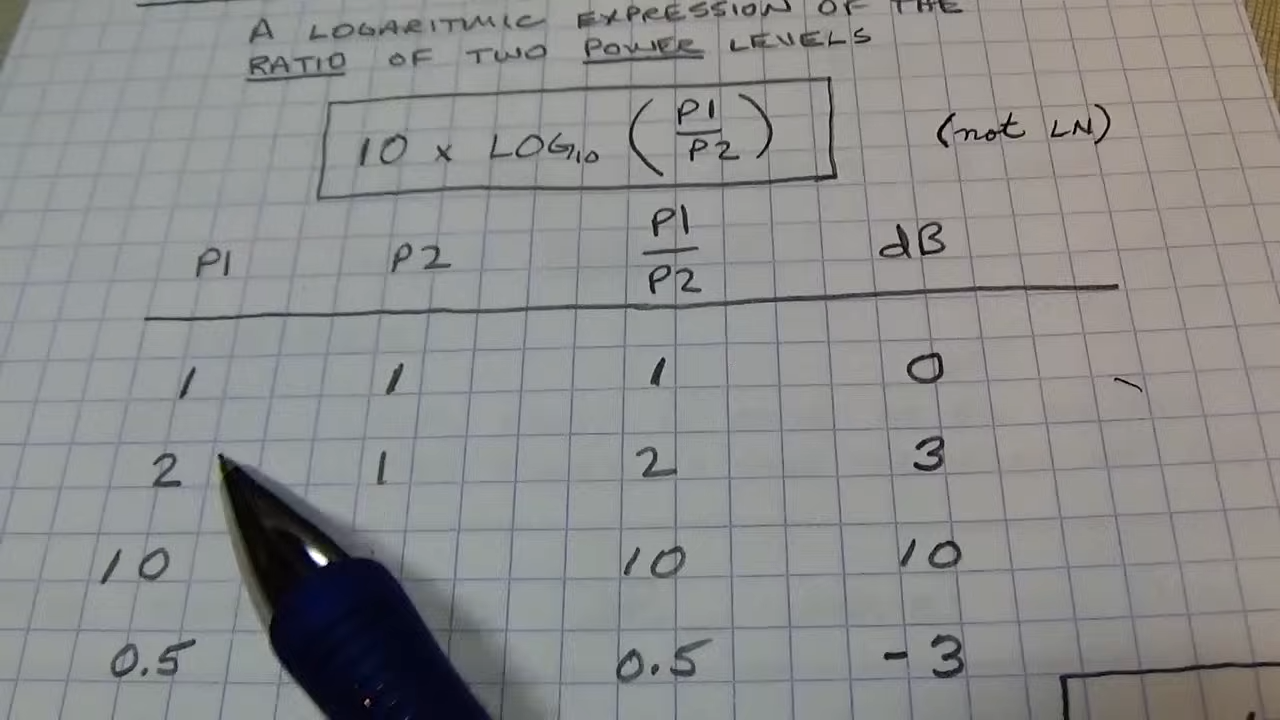 A LOGARITMIC EXPRESSION OF THE
RATIO OF TWO POWER LEVELS
10 x LOG10 (P1/P2) (not LN)
P1 P2 P1/P2 dB
1 1 1 0
2 1 2 3
10 10 10
0.5 0.5 -3